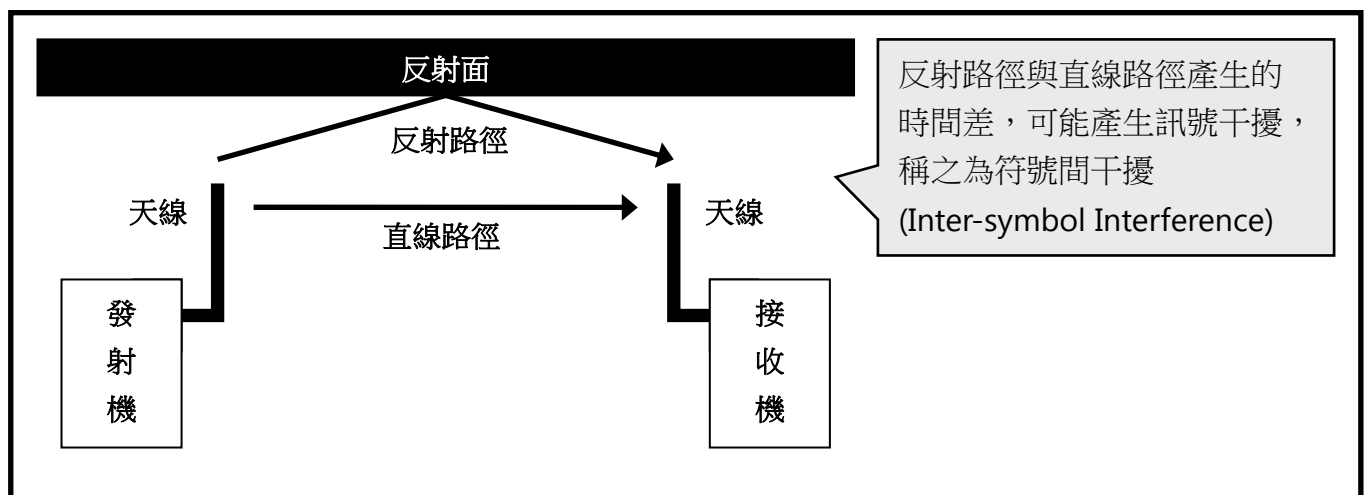 反射面
反射路徑
天線
直線路徑
天線
發
射
機
接
收
機
反射路徑與直線路徑產生的
時間差，可能產生訊號干擾，
稱之為符號間干擾
(Inter-symbol Interference)